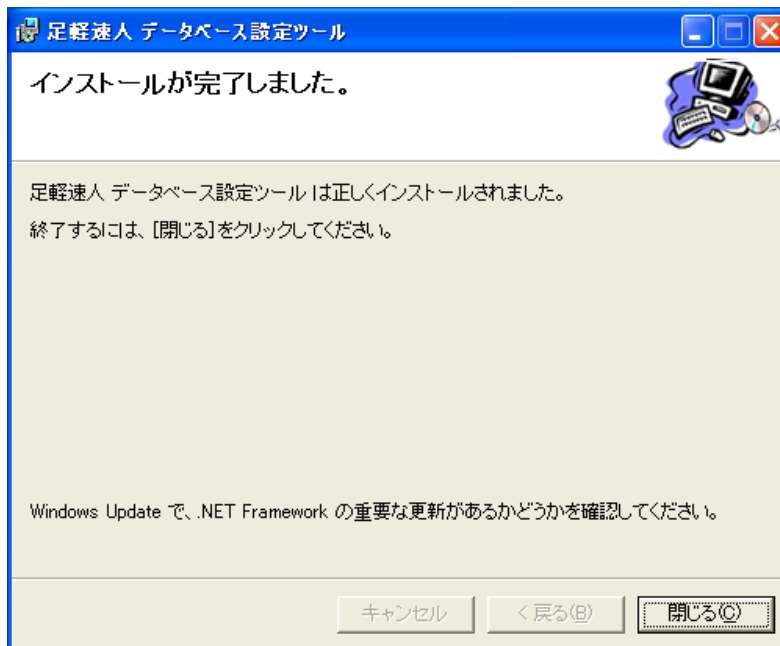 足軽速人 データベース設定ツール
インストールが完了しました。
足軽速人 データベース設定ツール は正しくインストールされました。
終了するには、[閉じる]をクリックしてください。
Windows Update で、.NET Framework の重要な更新があるかどうかを確認してください。
キャンセル
< 戻る(B)
閉じる(C)